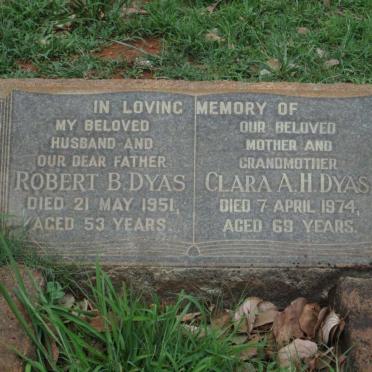 IN LOVING MEMORY OF
MY BELOVED
HUSBAND AND
OUR DEAR FATHER
ROBERT B. DYAS
DIED 21 MAY 1951,
AGED 53 YEARS.
OUR BELOVED
MOTHER AND
GRANDMOTHER
CLARA A. H. DYAS
DIED 7 APRIL 1974,
AGED 69 YEARS.